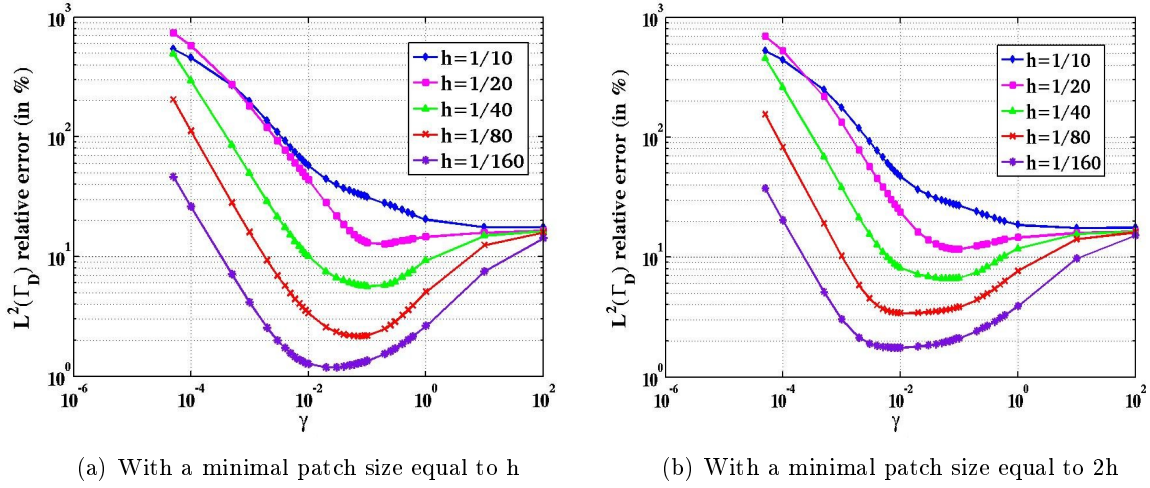 10^3
10^2
10^1
10^0
L^2(Γ_D) relative error (in %)
h=1/10
h=1/20
h=1/40
h=1/80
h=1/160
10^-6
10^-4
10^-2
10^0
10^2
γ
(a) With a minimal patch size equal to h
10^3
10^2
10^1
10^0
L^2(Γ_D) relative error (in %)
h=1/10
h=1/20
h=1/40
h=1/80
h=1/160
10^-6
10^-4
10^-2
10^0
10^2
γ
(b) With a minimal patch size equal to 2h